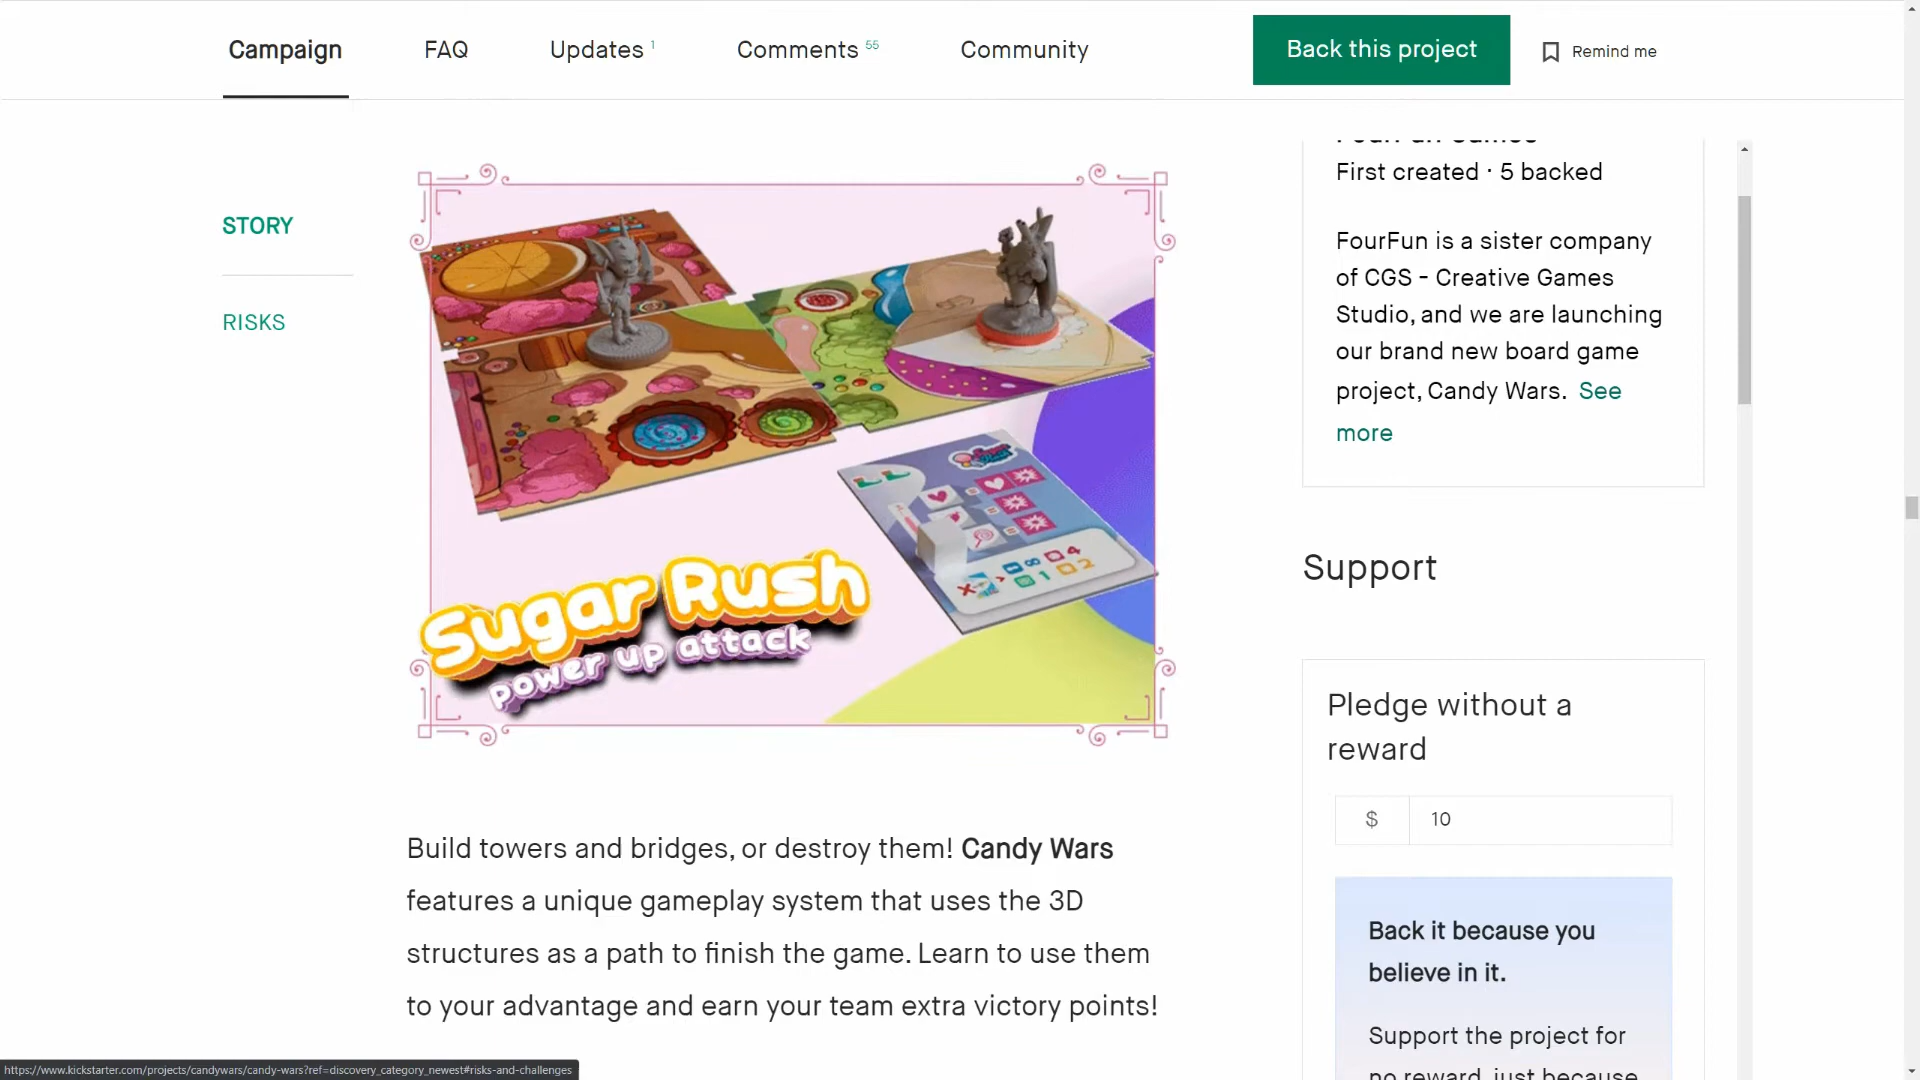 Campaign
FAQ
Updates 1
Comments 55
Community
Back this project
Remind me
STORY
RISKS
Sugar Rush
power up attack
Build towers and bridges, or destroy them! Candy Wars
features a unique gameplay system that uses the 3D
structures as a path to finish the game. Learn to use them
to your advantage and earn your team extra victory points!
First created · 5 backed
FourFun is a sister company
of CGS - Creative Games
Studio, and we are launching
our brand new board game
project, Candy Wars. See
more
Support
Pledge without a
reward
$ 10
Back it because you
believe in it.
Support the project for
no reward, just because
https://www.kickstarter.com/projects/candywars/candy-wars?ref=discovery_category_newest#risks-and-challenges